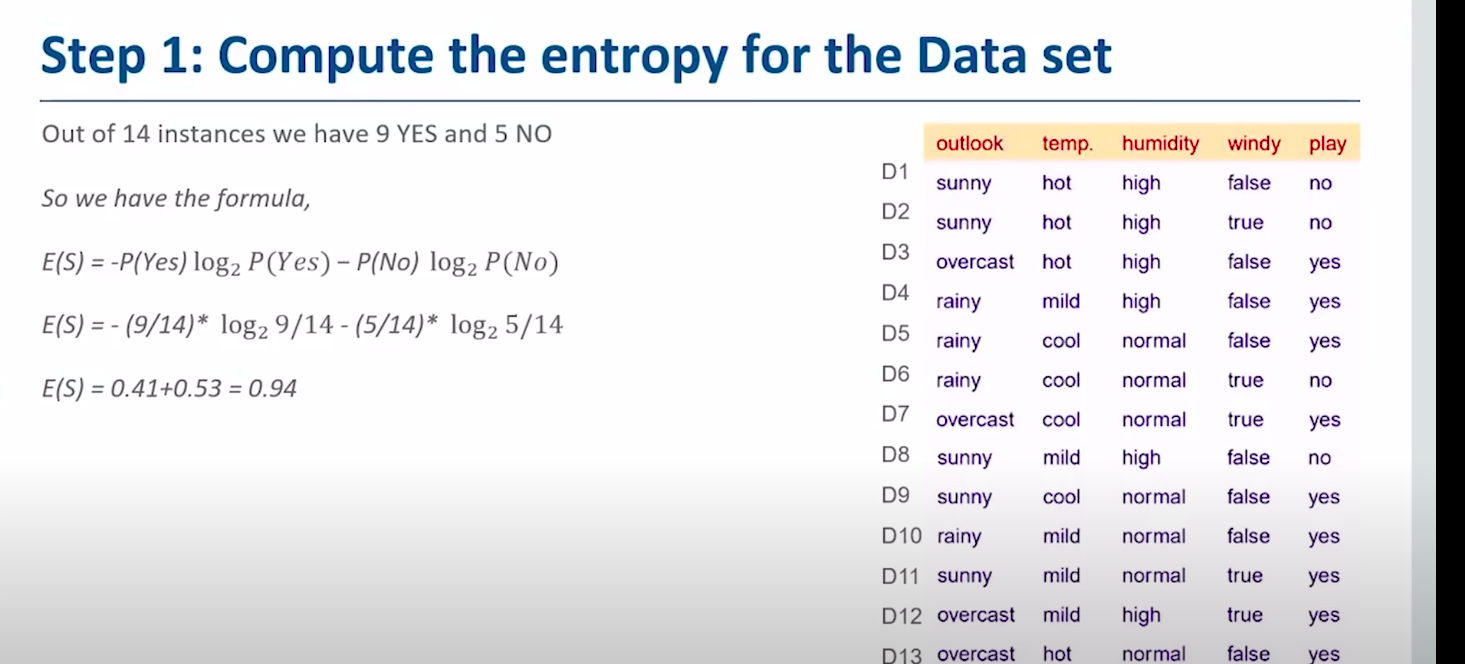 Step 1: Compute the entropy for the Data set
Out of 14 instances we have 9 YES and 5 NO
So we have the formula,
E(S) = -P(Yes) log₂ P(Yes) – P(No) log₂ P(No)
E(S) = - (9/14)* log₂ 9/14 - (5/14)* log₂ 5/14
E(S) = 0.41+0.53 = 0.94
outlook temp. humidity windy play
D1 sunny hot high false no
D2 sunny hot high true no
D3 overcast hot high false yes
D4 rainy mild high false yes
D5 rainy cool normal false yes
D6 rainy cool normal true no
D7 overcast cool normal true yes
D8 sunny mild high false no
D9 sunny cool normal false yes
D10 rainy mild normal false yes
D11 sunny mild normal true yes
D12 overcast mild high true yes
D13 overcast hot normal false yes